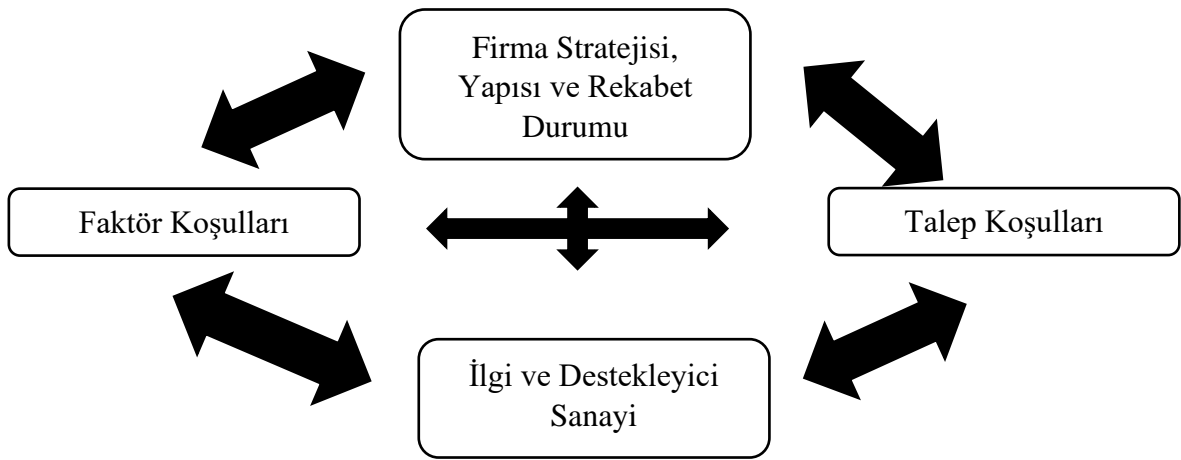 Firma Stratejisi,
Yapısı ve Rekabet
Durumu
Faktör Koşulları
Talep Koşulları
İlgi ve Destekleyici
Sanayi